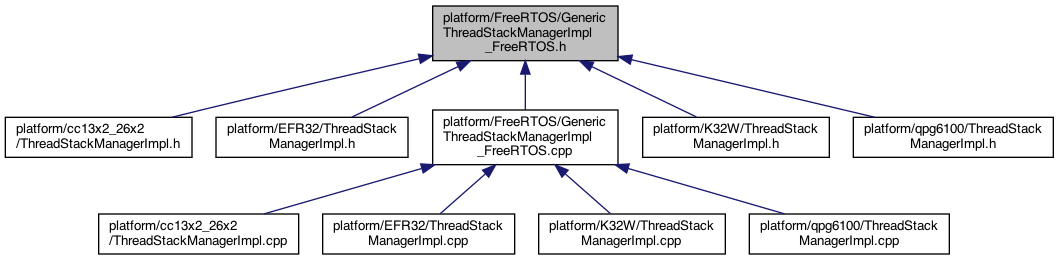 platform/FreeRTOS/Generic
ThreadStackManagerImpl
_FreeRTOS.h
platform/cc13x2_26x2
/ThreadStackManagerImpl.h
platform/EFR32/ThreadStack
ManagerImpl.h
platform/FreeRTOS/Generic
ThreadStackManagerImpl
_FreeRTOS.cpp
platform/K32W/ThreadStack
ManagerImpl.h
platform/qpg6100/ThreadStack
ManagerImpl.h
platform/cc13x2_26x2
/ThreadStackManagerImpl.cpp
platform/EFR32/ThreadStack
ManagerImpl.cpp
platform/K32W/ThreadStack
ManagerImpl.cpp
platform/qpg6100/ThreadStack
ManagerImpl.cpp